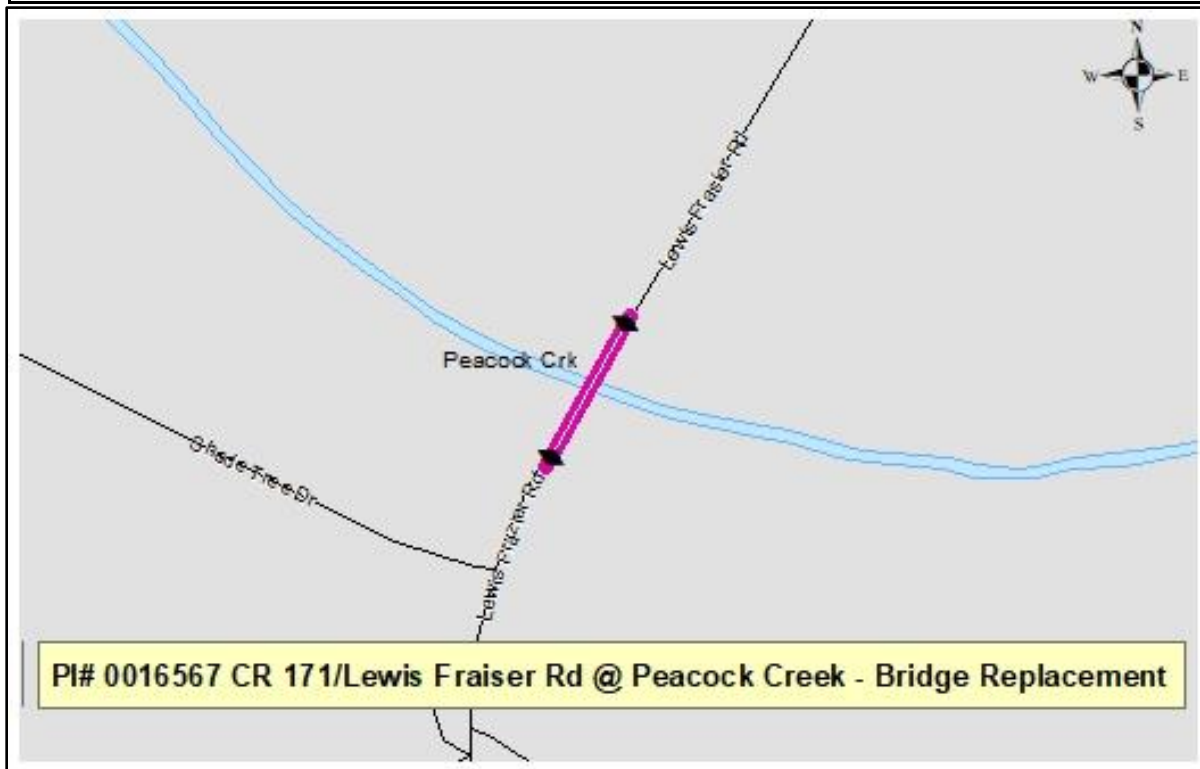 N
W E
S
Lewis Frasier Rd
Peacock Crk
Shade Tree Dr
Lewis Frazier Rd
PI# 0016567 CR 171/Lewis Fraiser Rd @ Peacock Creek - Bridge Replacement